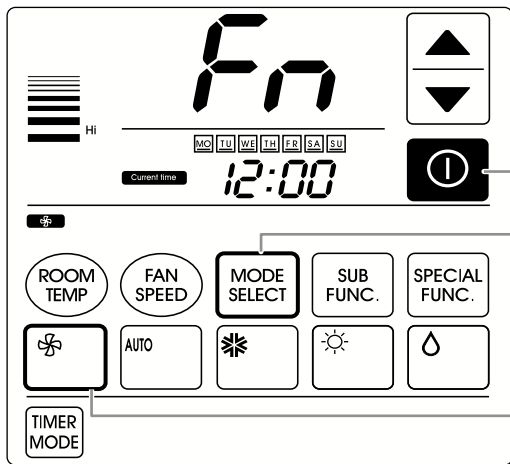 Fn
Hi
MO TU WE TH FR SA SU
Current time 12:00
ROOM TEMP
FAN SPEED
MODE SELECT
SUB FUNC.
SPECIAL FUNC.
AUTO
TIMER MODE